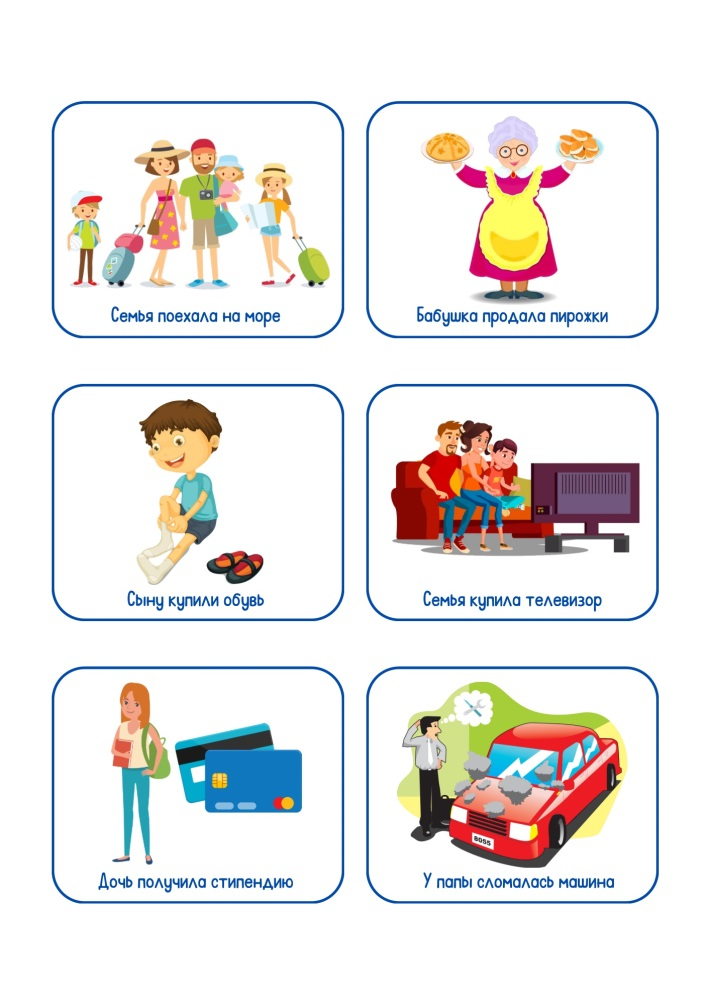 Семья поехала на море
Бабушка продала пирожки
Сыну купили обувь
Семья купила телевизор
Дочь получила стипендию
8055
У папы сломалась машина